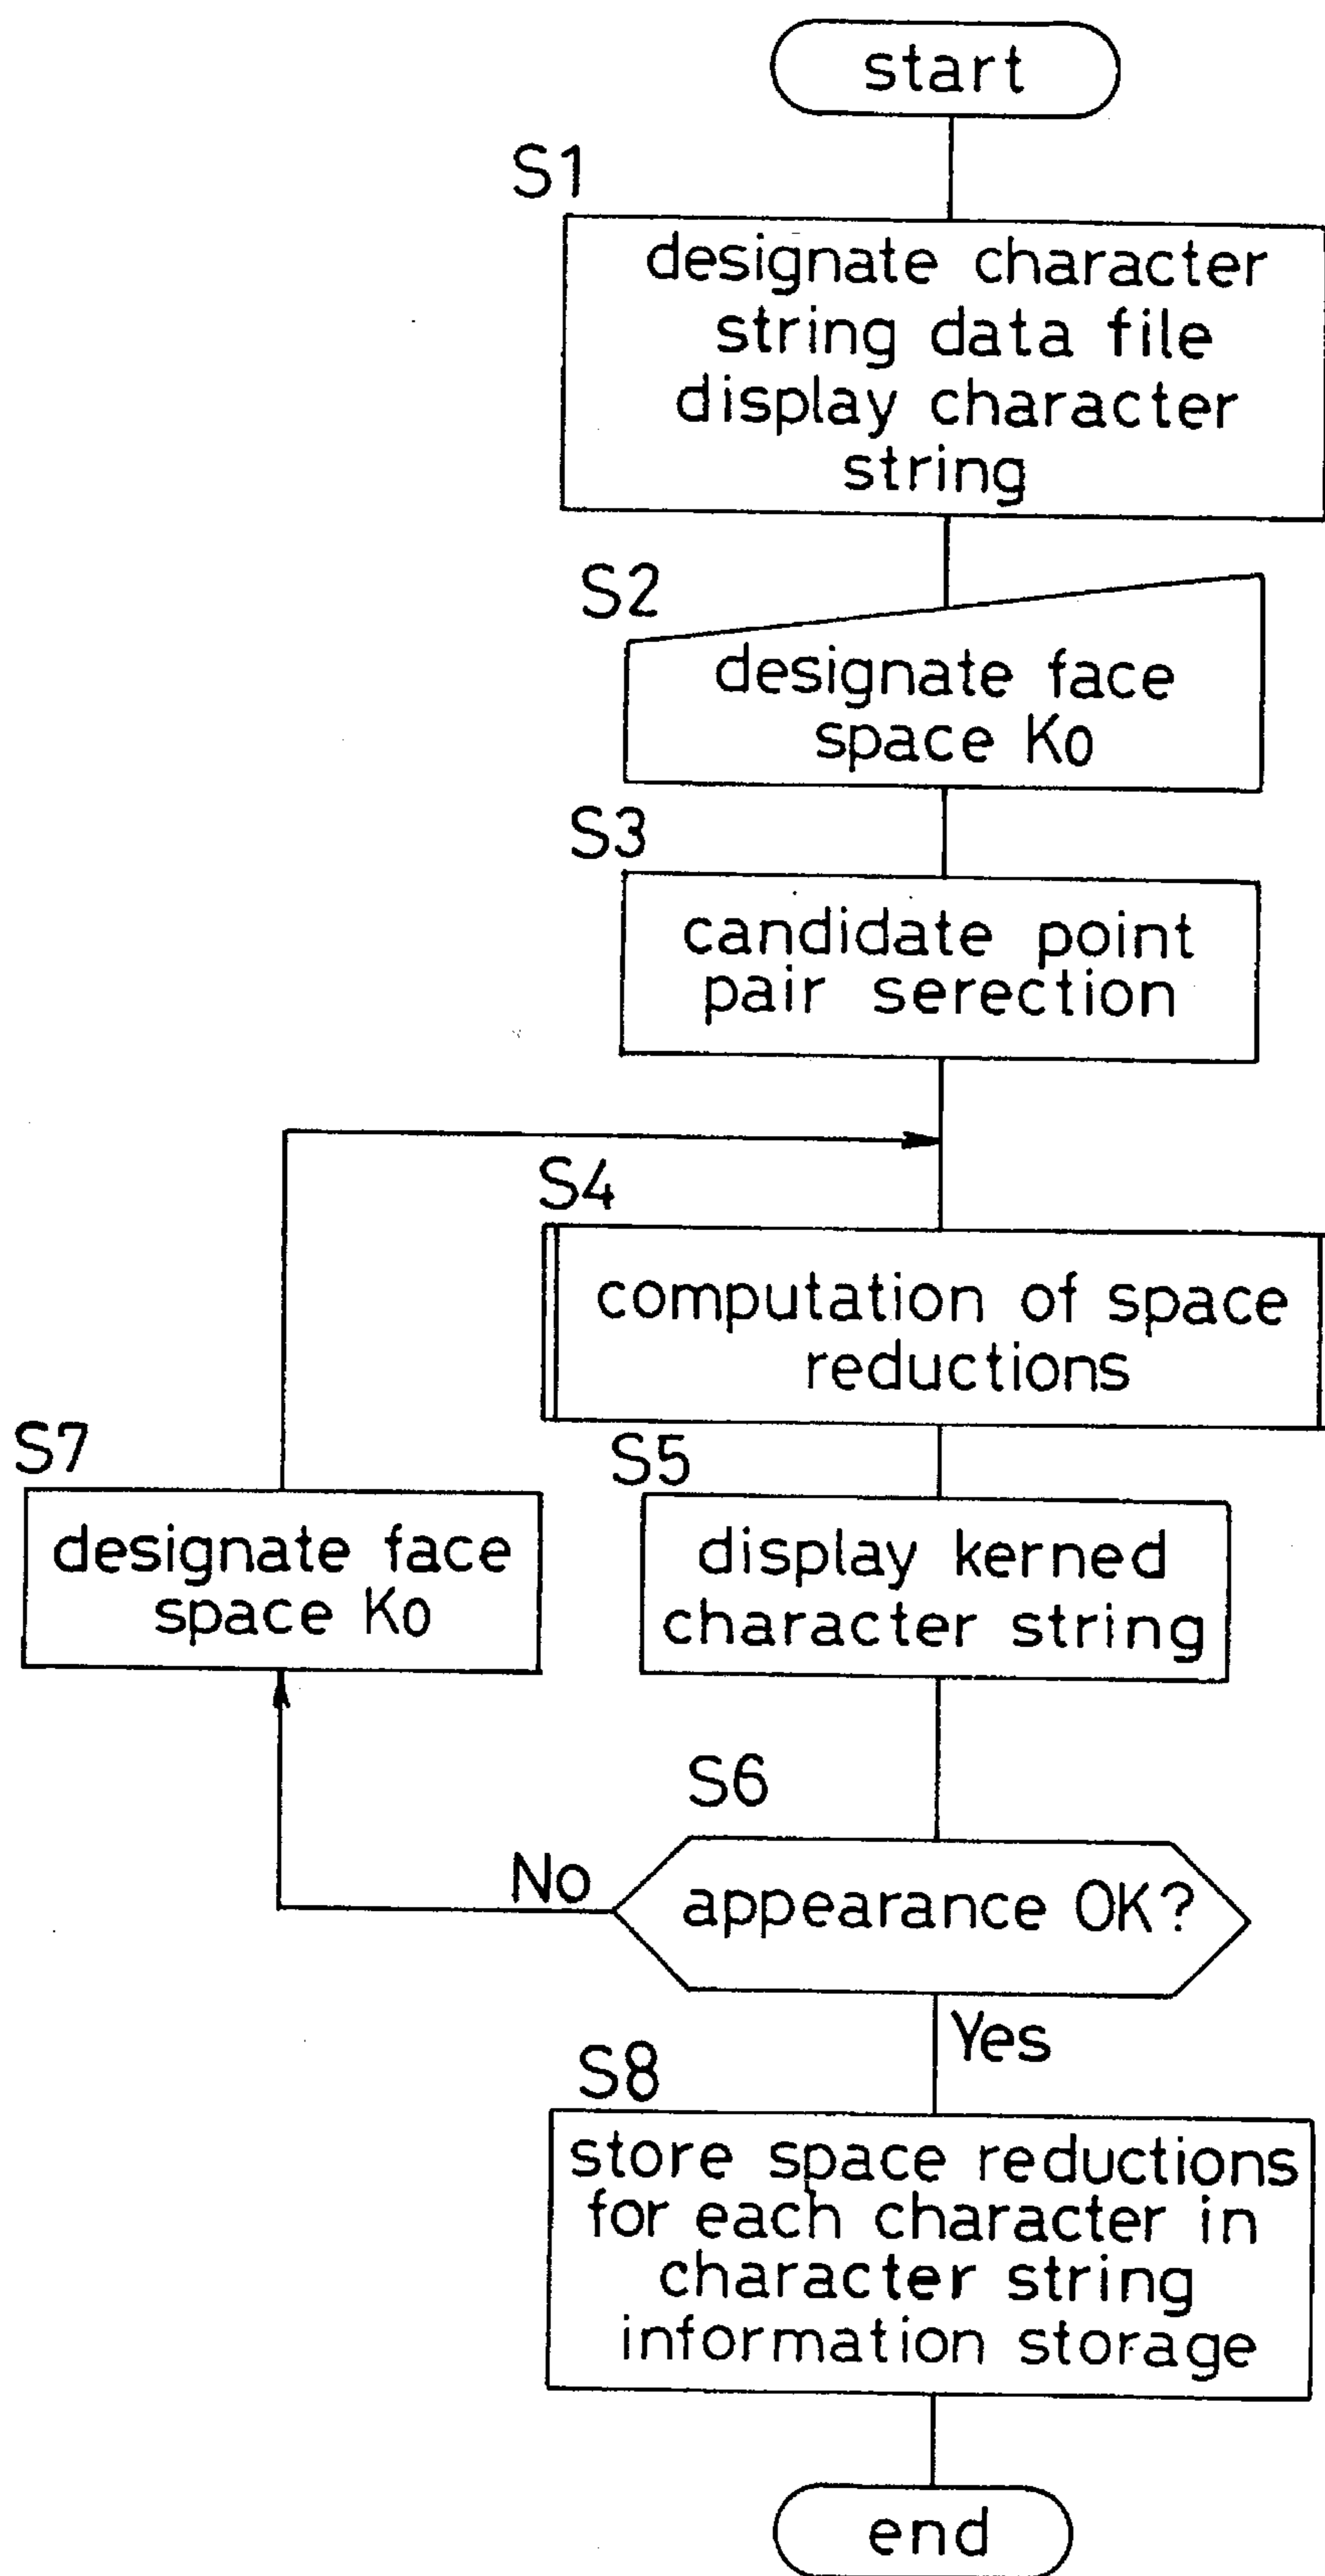 start
S1
designate character
string data file
display character
string
S2
designate face
space Ko
S3
candidate point
pair serection
S4
computation of space
reductions
S7
designate face
space Ko
S5
display kerned
character string
S6
No
appearance OK?
Yes
S8
store space reductions
for each character in
character string
information storage
end